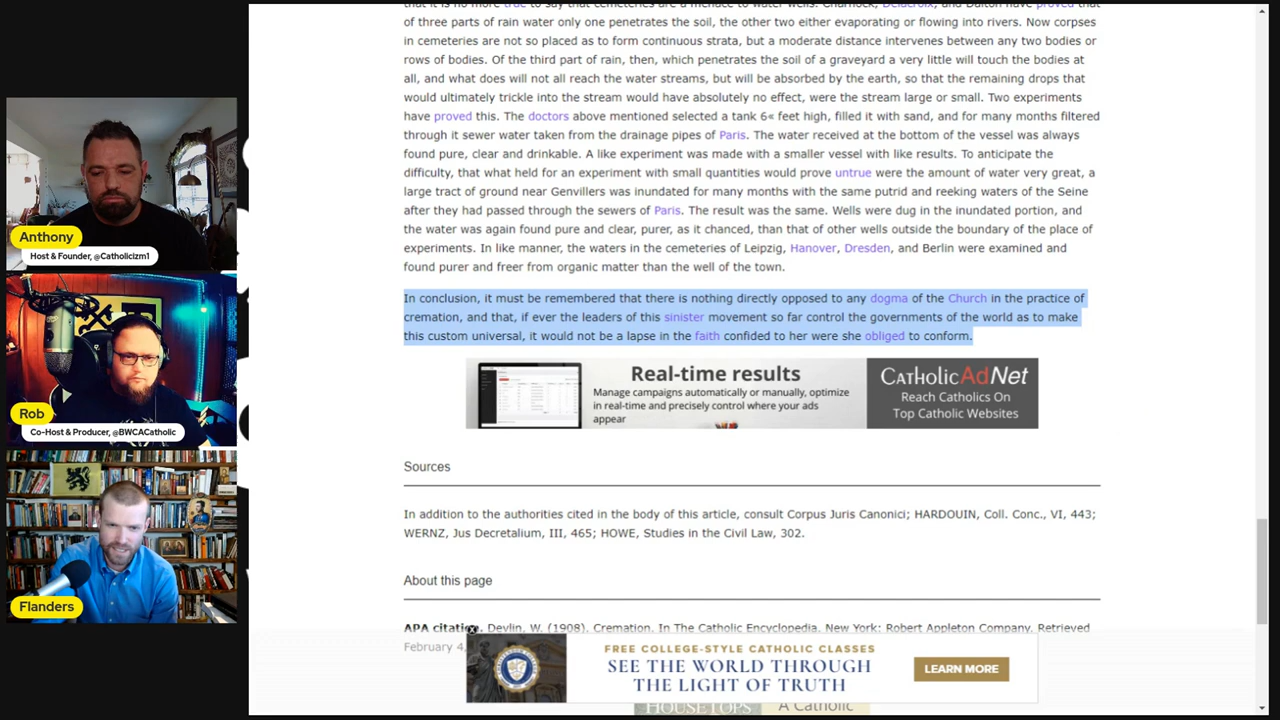 that it is no more true to say that cemeteries are a menace to water wells. Charnock, Delacroix, and Dalton have proved that
of three parts of rain water only one penetrates the soil, the other two either evaporating or flowing into rivers. Now corpses
in cemeteries are not so placed as to form continuous strata, but a moderate distance intervenes between any two bodies or
rows of bodies. Of the third part of rain, then, which penetrates the soil of a graveyard a very little will touch the bodies at
all, and what does will not all reach the water streams, but will be absorbed by the earth, so that the remaining drops that
would ultimately trickle into the stream would have absolutely no effect, were the stream large or small. Two experiments
have proved this. The doctors above mentioned selected a tank 6« feet high, filled it with sand, and for many months filtered
through it sewer water taken from the drainage pipes of Paris. The water received at the bottom of the vessel was always
found pure, clear and drinkable. A like experiment was made with a smaller vessel with like results. To anticipate the
difficulty, that what held for an experiment with small quantities would prove untrue were the amount of water very great, a
large tract of ground near Genvillers was inundated for many months with the same putrid and reeking waters of the Seine
after they had passed through the sewers of Paris. The result was the same. Wells were dug in the inundated portion, and
the water was again found pure and clear, purer, as it chanced, than that of other wells outside the boundary of the place of
experiments. In like manner, the waters in the cemeteries of Leipzig, Hanover, Dresden, and Berlin were examined and
found purer and freer from organic matter than the well of the town.
In conclusion, it must be remembered that there is nothing directly opposed to any dogma of the Church in the practice of
cremation, and that, if ever the leaders of this sinister movement so far control the governments of the world as to make
this custom universal, it would not be a lapse in the faith confided to her were she obliged to conform.
Real-time results
Manage campaigns automatically or manually, optimize
in real-time and precisely control where your ads
appear
CATHOLICAdNet
Reach Catholics On
Top Catholic Websites
Sources
In addition to the authorities cited in the body of this article, consult Corpus Juris Canonici; HARDOUIN, Coll. Conc., VI, 443;
WERNZ, Jus Decretalium, III, 465; HOWE, Studies in the Civil Law, 302.
About this page
APA citation. Devlin, W. (1908). Cremation. In The Catholic Encyclopedia. New York: Robert Appleton Company. Retrieved
February 4,
FREE COLLEGE-STYLE CATHOLIC CLASSES
SEE THE WORLD THROUGH
THE LIGHT OF TRUTH
LEARN MORE
HOUSETOPS
A Catholic
Anthony
Host & Founder, @Catholicizm1
Rob
Co-Host & Producer, @BWCACatholic
Flanders